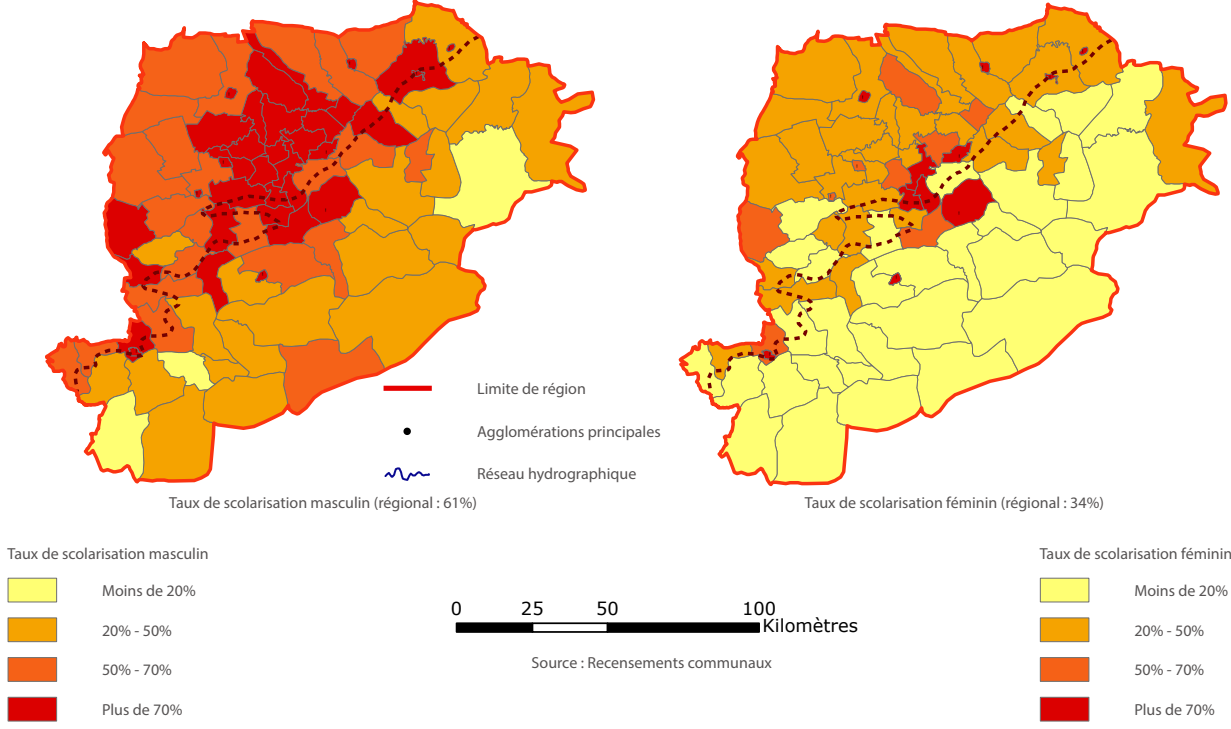 Limite de région
Agglomérations principales
Réseau hydrographique
Taux de scolarisation masculin (régional : 61%)
Taux de scolarisation féminin (régional : 34%)
Taux de scolarisation masculin
Moins de 20%
20% - 50%
50% - 70%
Plus de 70%
0 25 50 100
Kilomètres
Source : Recensements communaux
Taux de scolarisation féminin
Moins de 20%
20% - 50%
50% - 70%
Plus de 70%